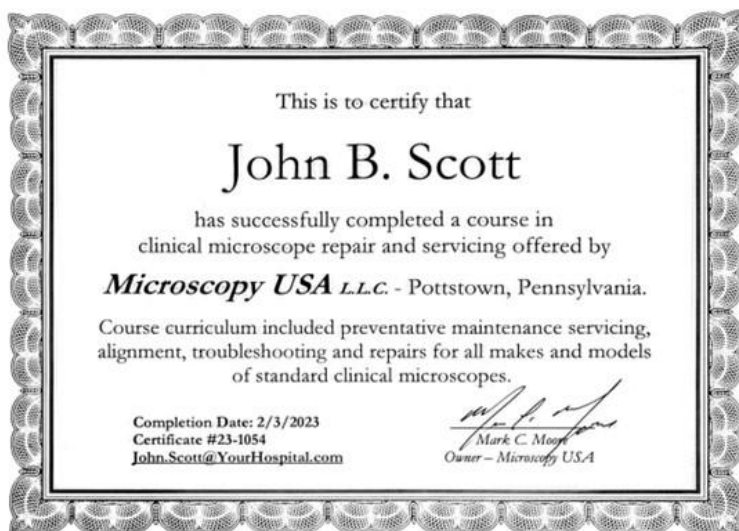 This is to certify that
John B. Scott
has successfully completed a course in
clinical microscope repair and servicing offered by
Microscopy USA L.L.C. - Pottstown, Pennsylvania.
Course curriculum included preventative maintenance servicing,
alignment, troubleshooting and repairs for all makes and models
of standard clinical microscopes.
Completion Date: 2/3/2023
Certificate #23-1054
John.Scott@YourHospital.com
Mark C. Moore
Owner – Microscopy USA